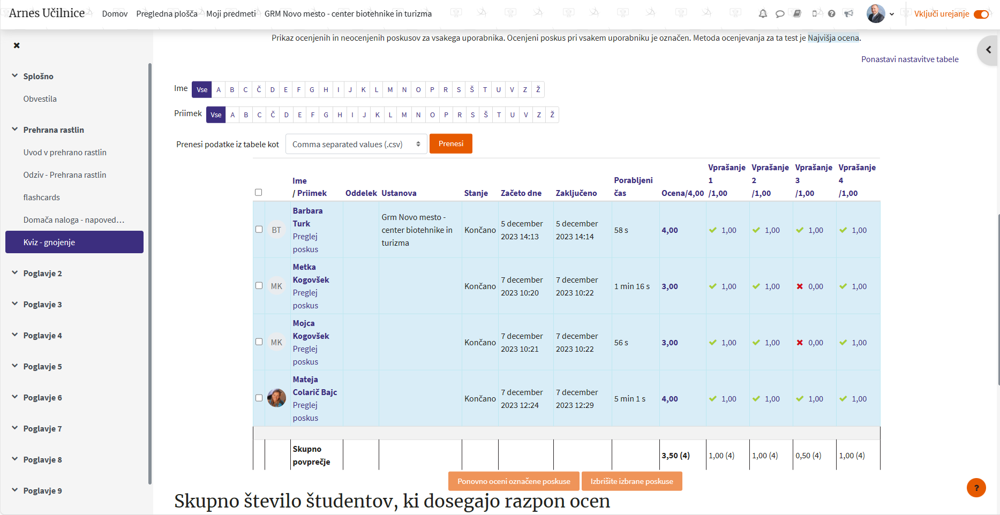 Arnes Učilnice Domov Pregledna plošča Moji predmeti GRM Novo mesto - center biotehnike in turizma Vključi urejanje
Prikaz ocenjenih in neocenjenih poskusov za vsakega uporabnika. Ocenjeni poskus pri vsakem uporabniku je označen. Metoda ocenjevanja za ta test je Najvišja ocena.
Ponastavi nastavitve tabele
Splošno
Obvestila
Prehrana rastlin
Uvod v prehrano rastlin
Odziv - Prehrana rastlin
flashcards
Domača naloga - napoved...
Kviz - gnojenje
Poglavje 2
Poglavje 3
Poglavje 4
Poglavje 5
Poglavje 6
Poglavje 7
Poglavje 8
Poglavje 9
Ime Vse A B C Č D E F G H I J K L M N O P R S Š T U V Z Ž
Priimek Vse A B C Č D E F G H I J K L M N O P R S Š T U V Z Ž
Prenesi podatke iz tabele kot Comma separated values (.csv) Prenesi
Vprašanje Vprašanje Vprašanje Vprašanje
Ime Porabljeni 1 2 3 4
/ Priimek Oddelek Ustanova Stanje Začeto dne Zaključeno čas Ocena/4,00 /1,00 /1,00 /1,00 /1,00
Barbara
Turk Grm Novo mesto - 5 december 5 december
BT center biotehnike in Končano 58 s 4,00 1,00 1,00 1,00 1,00
Preglej turizma 2023 14:13 2023 14:14
poskus
Metka
Kogovšek 7 december 7 december
MK Končano 1 min 16 s 3,00 1,00 1,00 0,00 1,00
Preglej 2023 10:20 2023 10:22
poskus
Mojca
Kogovšek 7 december 7 december
MK Končano 56 s 3,00 1,00 1,00 0,00 1,00
Preglej 2023 10:21 2023 10:22
poskus
Mateja
Colarič Bajc 7 december 7 december
Končano 5 min 1 s 4,00 1,00 1,00 1,00 1,00
Preglej 2023 12:24 2023 12:29
poskus
Skupno
povprečje 3,50 (4) 1,00 (4) 1,00 (4) 0,50 (4) 1,00 (4)
Ponovno oceni označene poskuse Izbrišite izbrane poskuse
Skupno število študentov, ki dosegajo razpon ocen
?